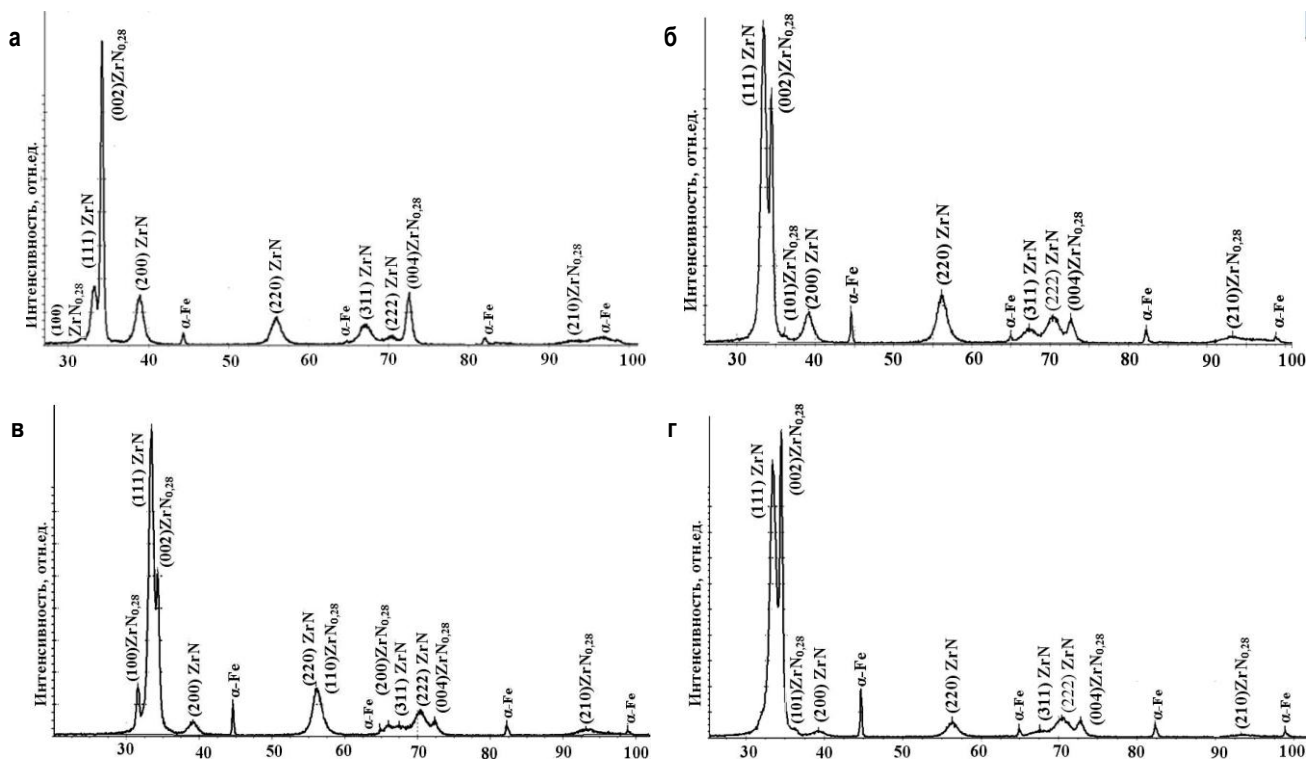 а
Интенсивность, отн.ед.
(100)
ZrN0,28
(111) ZrN
(002)ZrN0,28
(200) ZrN
α-Fe
(220) ZrN
α-Fe
(311) ZrN
(222) ZrN
(004)ZrN0,28
α-Fe
(210)ZrN0,28
α-Fe
30 40 50 60 70 80 90 100
б
Интенсивность, отн.ед.
(111) ZrN
(002)ZrN0,28
(101)ZrN0,28
(200) ZrN
α-Fe
(220) ZrN
α-Fe
(311) ZrN
(222) ZrN
(004)ZrN0,28
α-Fe
(210)ZrN0,28
α-Fe
30 40 50 60 70 80 90 100
в
Интенсивность, отн.ед.
(100)ZrN0,28
(111) ZrN
(002)ZrN0,28
(200) ZrN
α-Fe
(220) ZrN
(110)ZrN0,28
α-Fe
(200)ZrN0,28
(311) ZrN
(222) ZrN
(004)ZrN0,28
α-Fe
(210)ZrN0,28
α-Fe
30 40 50 60 70 80 90 100
г
Интенсивность, отн.ед.
(111) ZrN
(002)ZrN0,28
(101)ZrN0,28
(200) ZrN
α-Fe
(220) ZrN
α-Fe
(311) ZrN
(222) ZrN
(004)ZrN0,28
α-Fe
(210)ZrN0,28
α-Fe
30 40 50 60 70 80 90 100